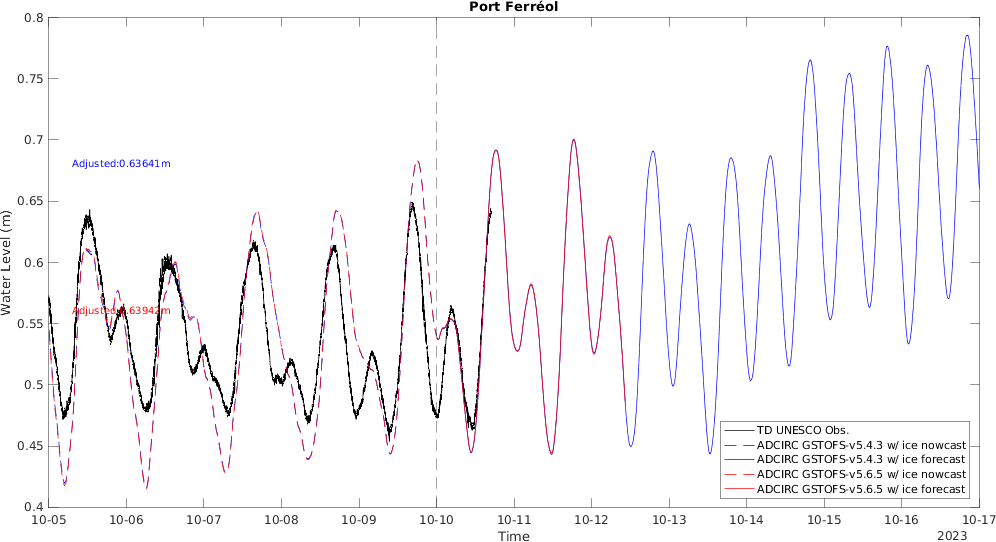 Port Ferréol
0.8
0.75
0.7
0.65
0.6
0.55
0.5
0.45
0.4
Water Level (m)
Adjusted:0.63641m
Adjusted:0.63942m
TD UNESCO Obs.
ADCIRC GSTOFS-v5.4.3 w/ ice nowcast
ADCIRC GSTOFS-v5.4.3 w/ ice forecast
ADCIRC GSTOFS-v5.6.5 w/ ice nowcast
ADCIRC GSTOFS-v5.6.5 w/ ice forecast
10-05 10-06 10-07 10-08 10-09 10-10 10-11 10-12 10-13 10-14 10-15 10-16 10-17
Time
2023